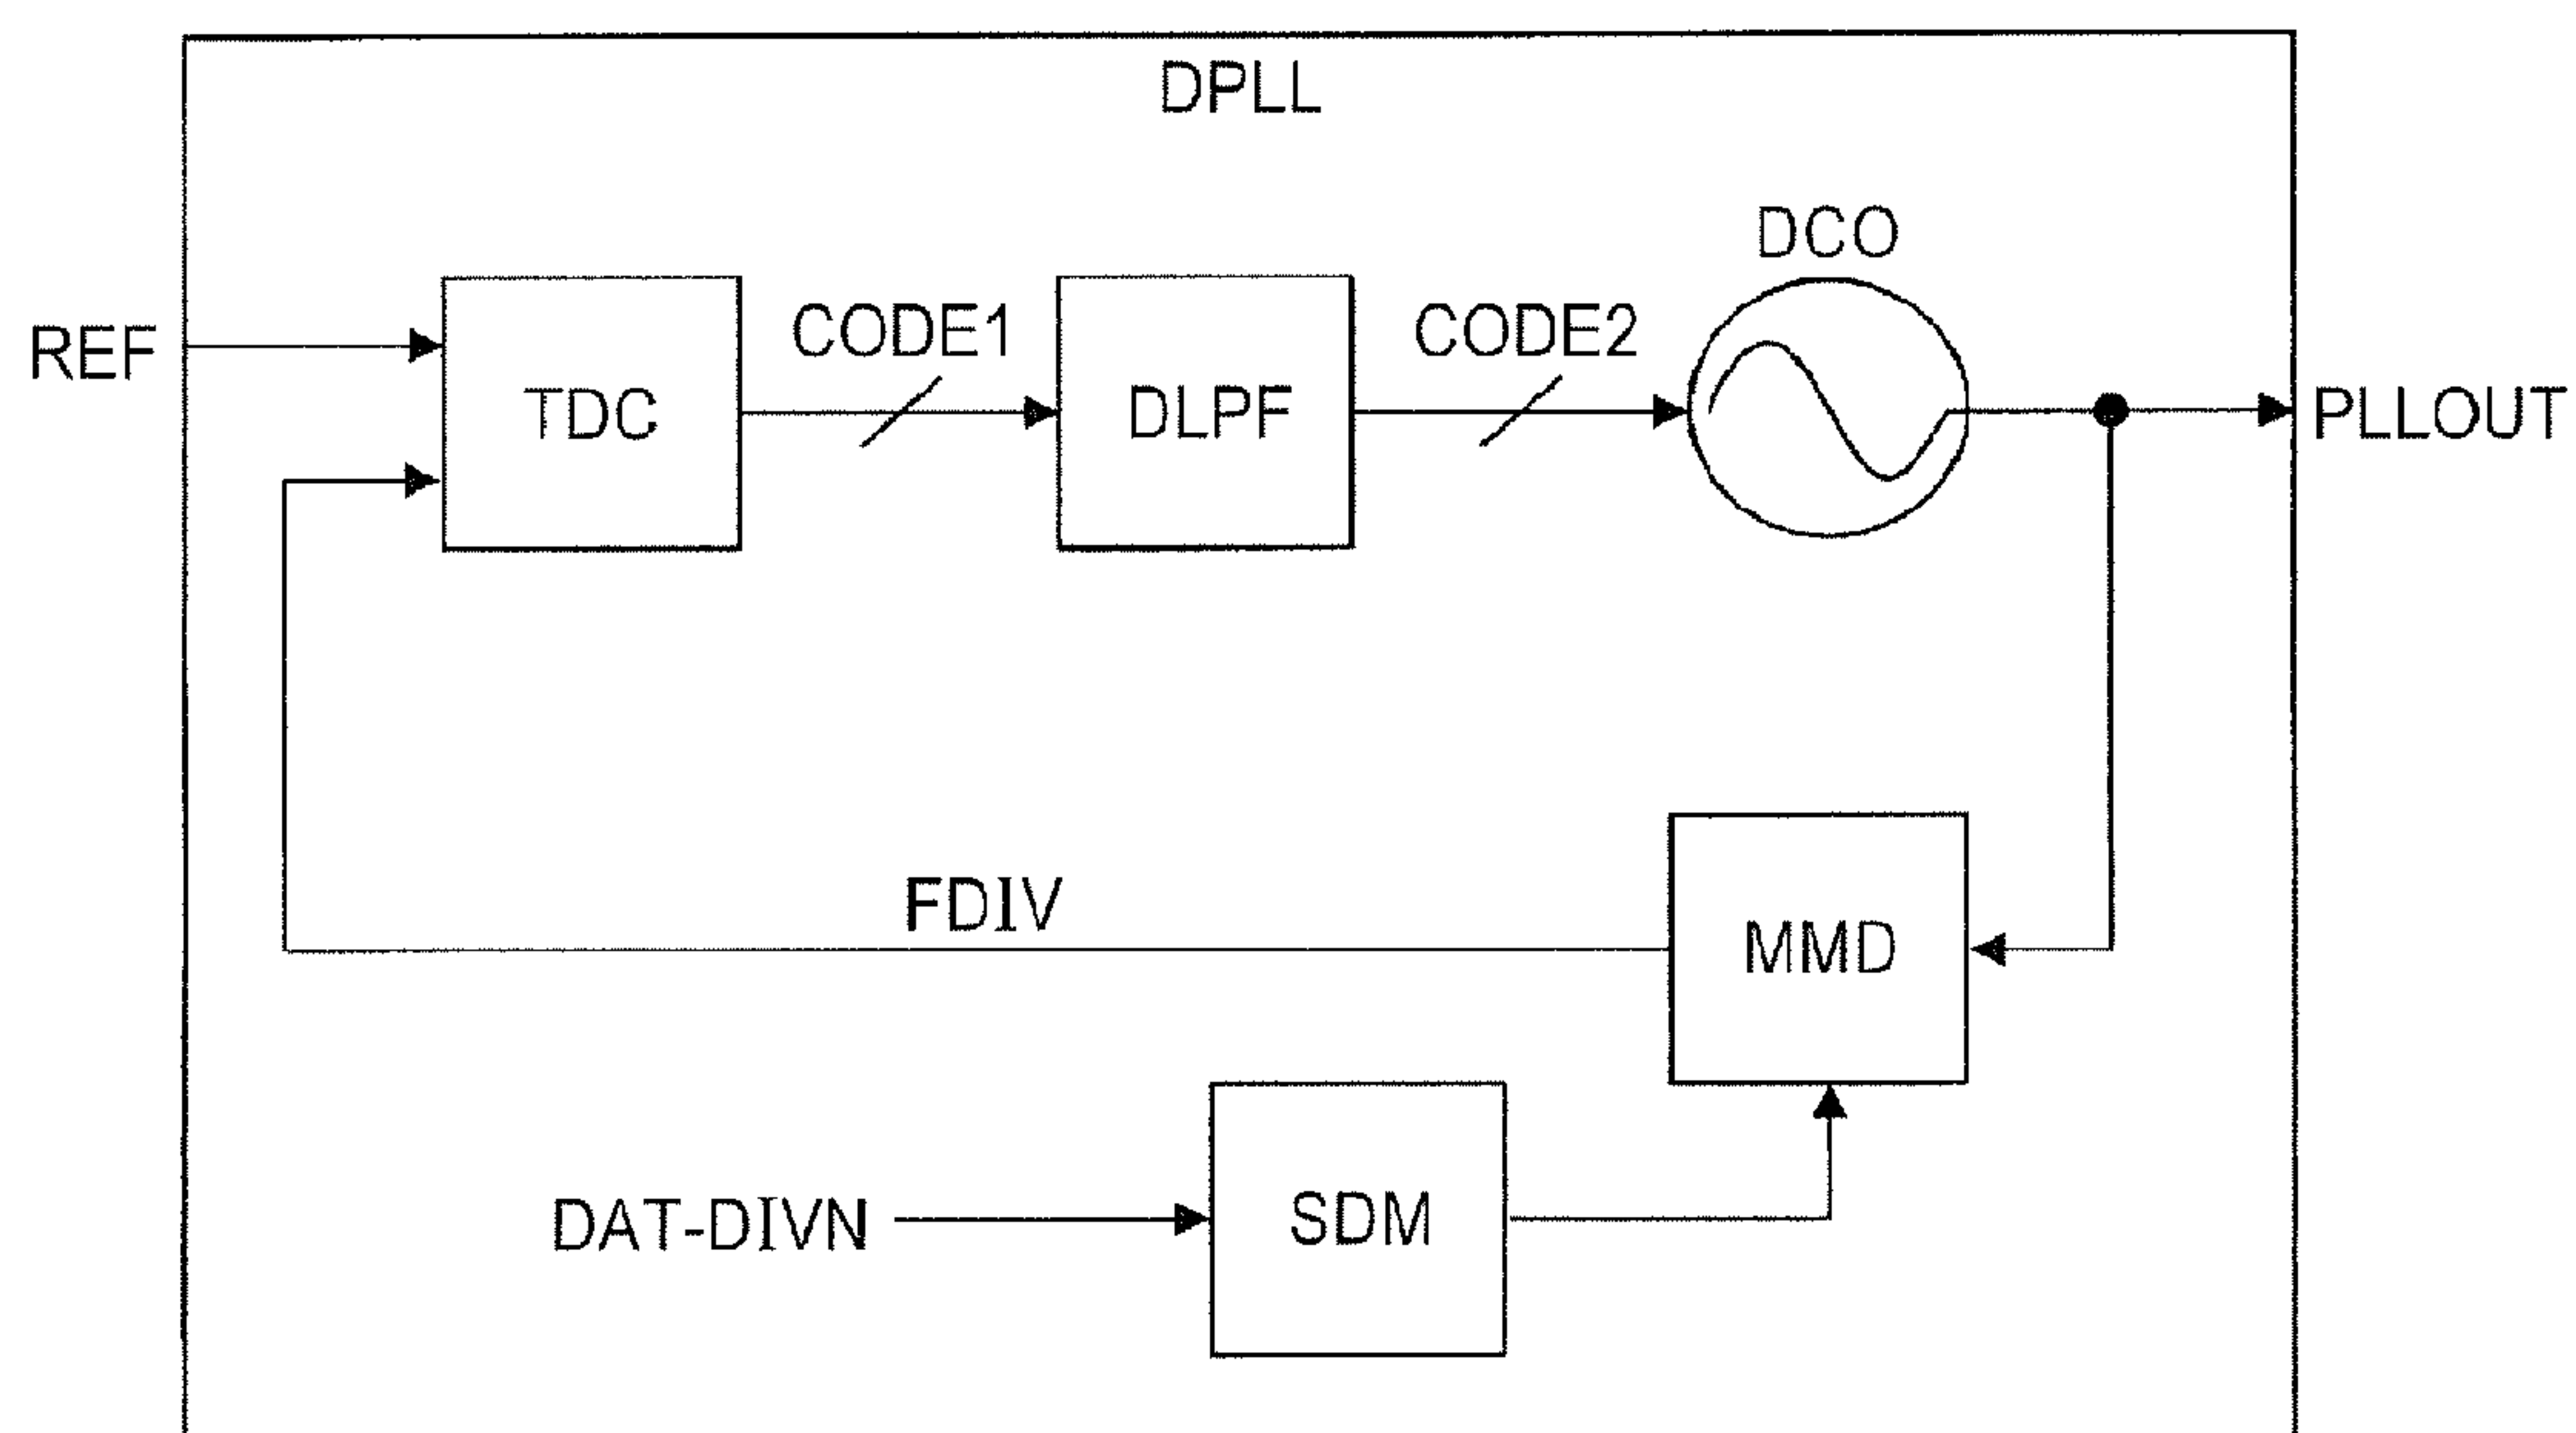 DPLL
DCO
REF
TDC
CODE1
DLPF
CODE2
PLLOUT
FDIV
MMD
DAT-DIVN
SDM